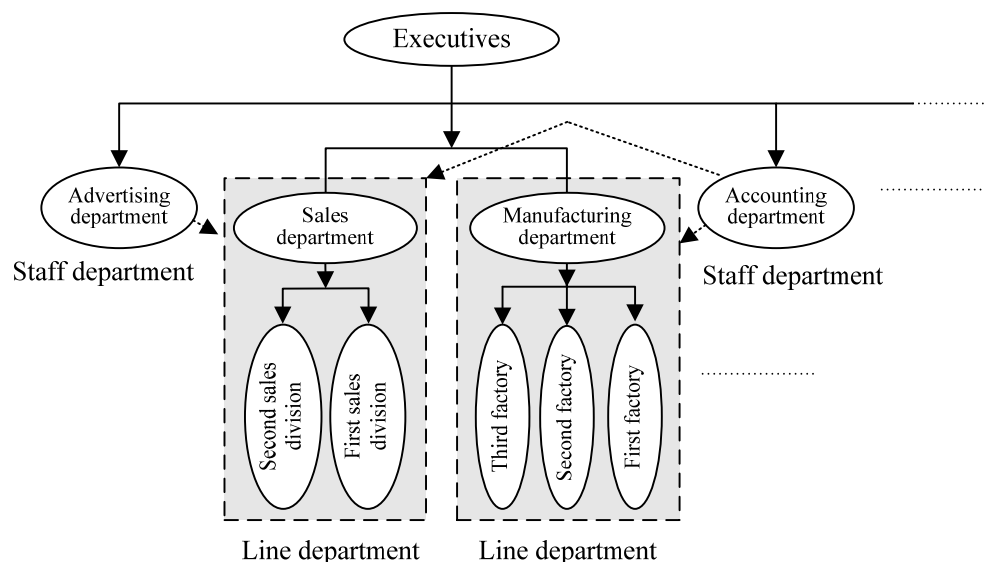 Executives
Advertising
department
Staff department
Sales
department
Manufacturing
department
Accounting
department
Staff department
Second sales
division
First sales
division
Third factory
Second factory
First factory
Line department
Line department